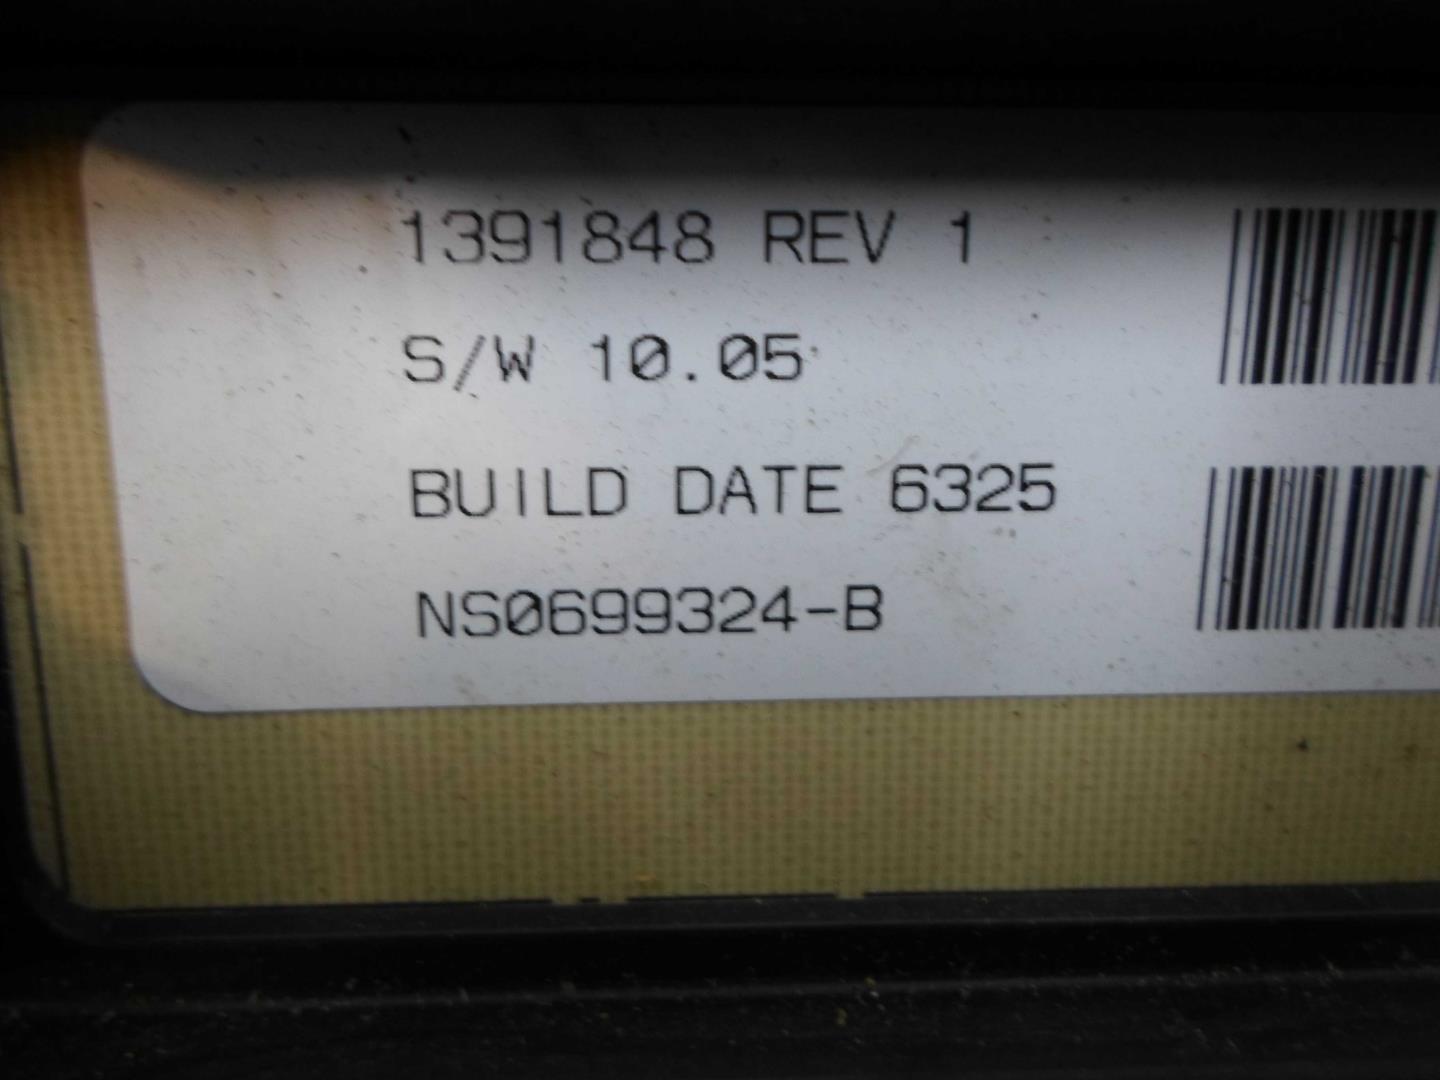 1391848 REV 1
S/W 10.05
BUILD DATE 6325
NS0699324-B